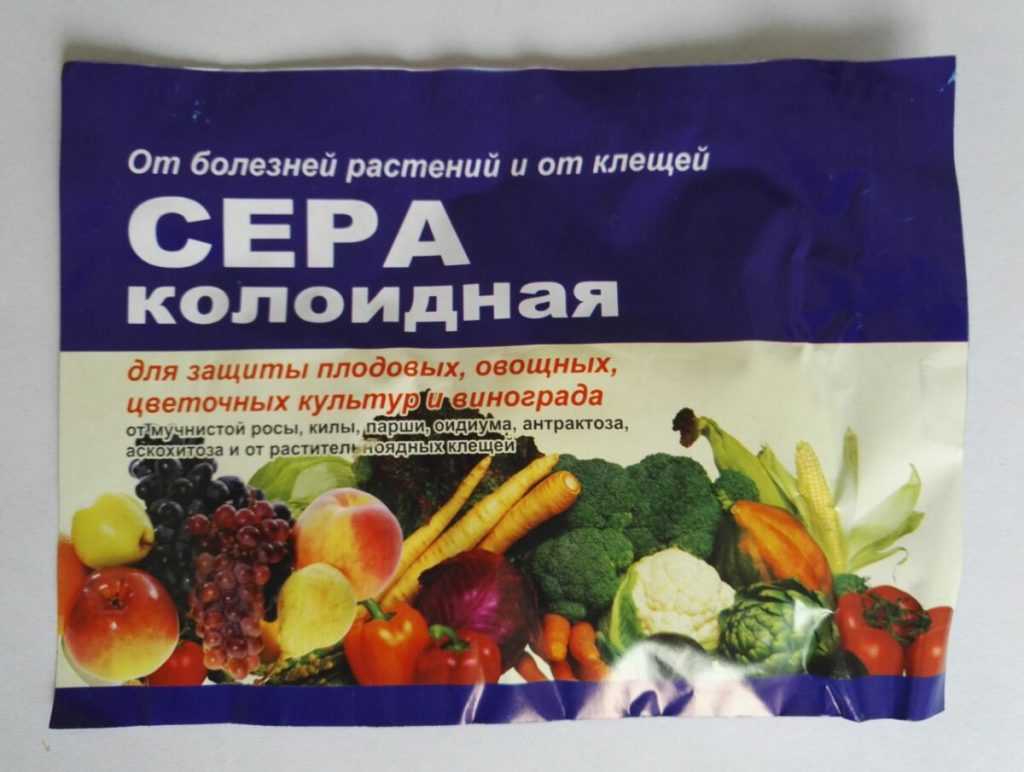 От болезней растений и от клещей
СЕРА
колоидная
для защиты плодовых, овощных,
цветочных культур и винограда
от мучнистой росы, килы, парши, оидиума, антрактоза,
аскохитоза и от растительноядных клещей